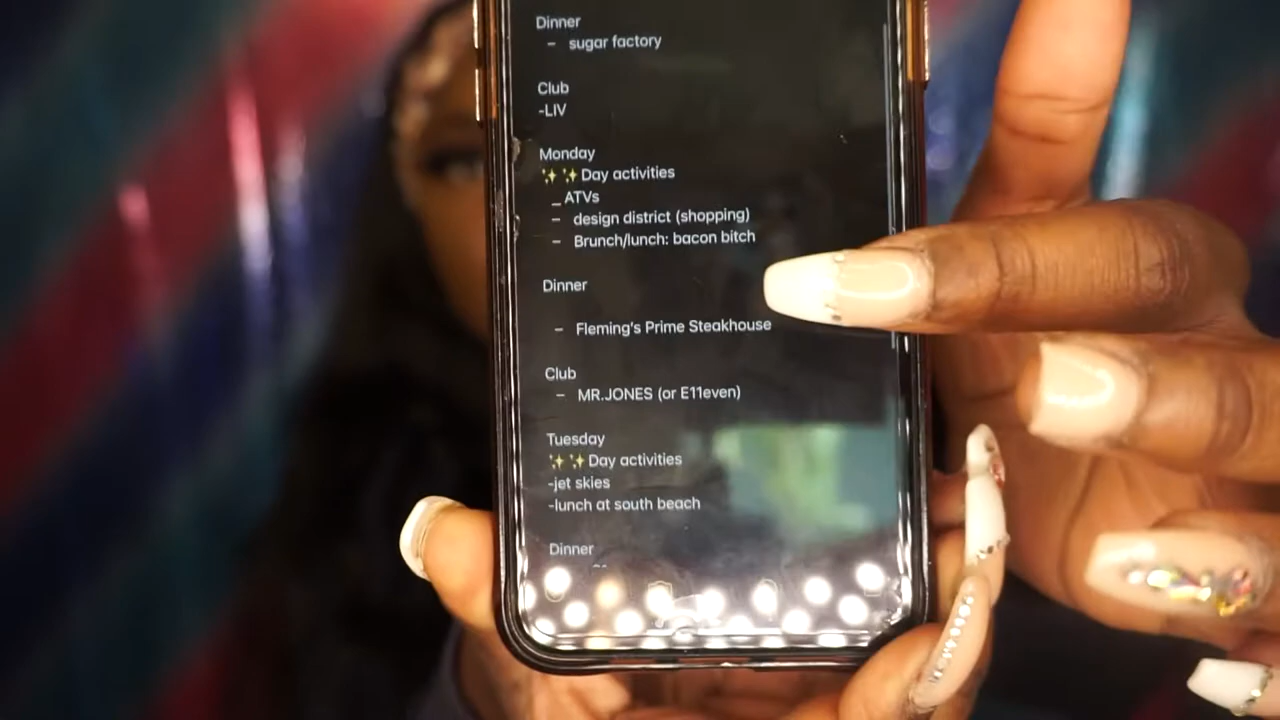 Dinner
– sugar factory
Club
-LIV
Monday
✨✨Day activities
_ATVs
– design district (shopping)
– Brunch/lunch: bacon bitch
Dinner
– Fleming's Prime Steakhouse
Club
– MR.JONES (or E11even)
Tuesday
✨✨Day activities
-jet skies
-lunch at south beach
Dinner